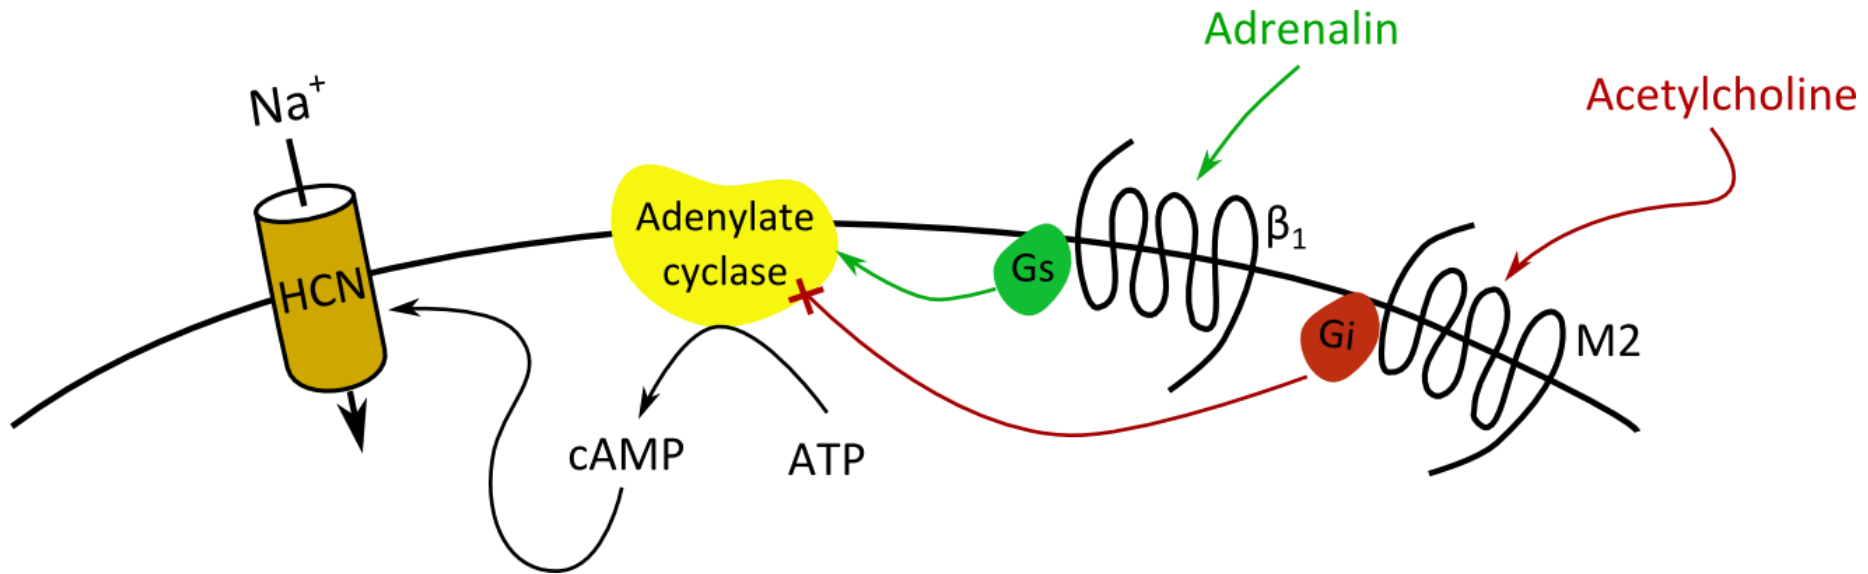 Adrenalin
Acetylcholine
Na⁺
Adenylate
cyclase
β₁
Gs
HCN
Gi
M2
cAMP
ATP